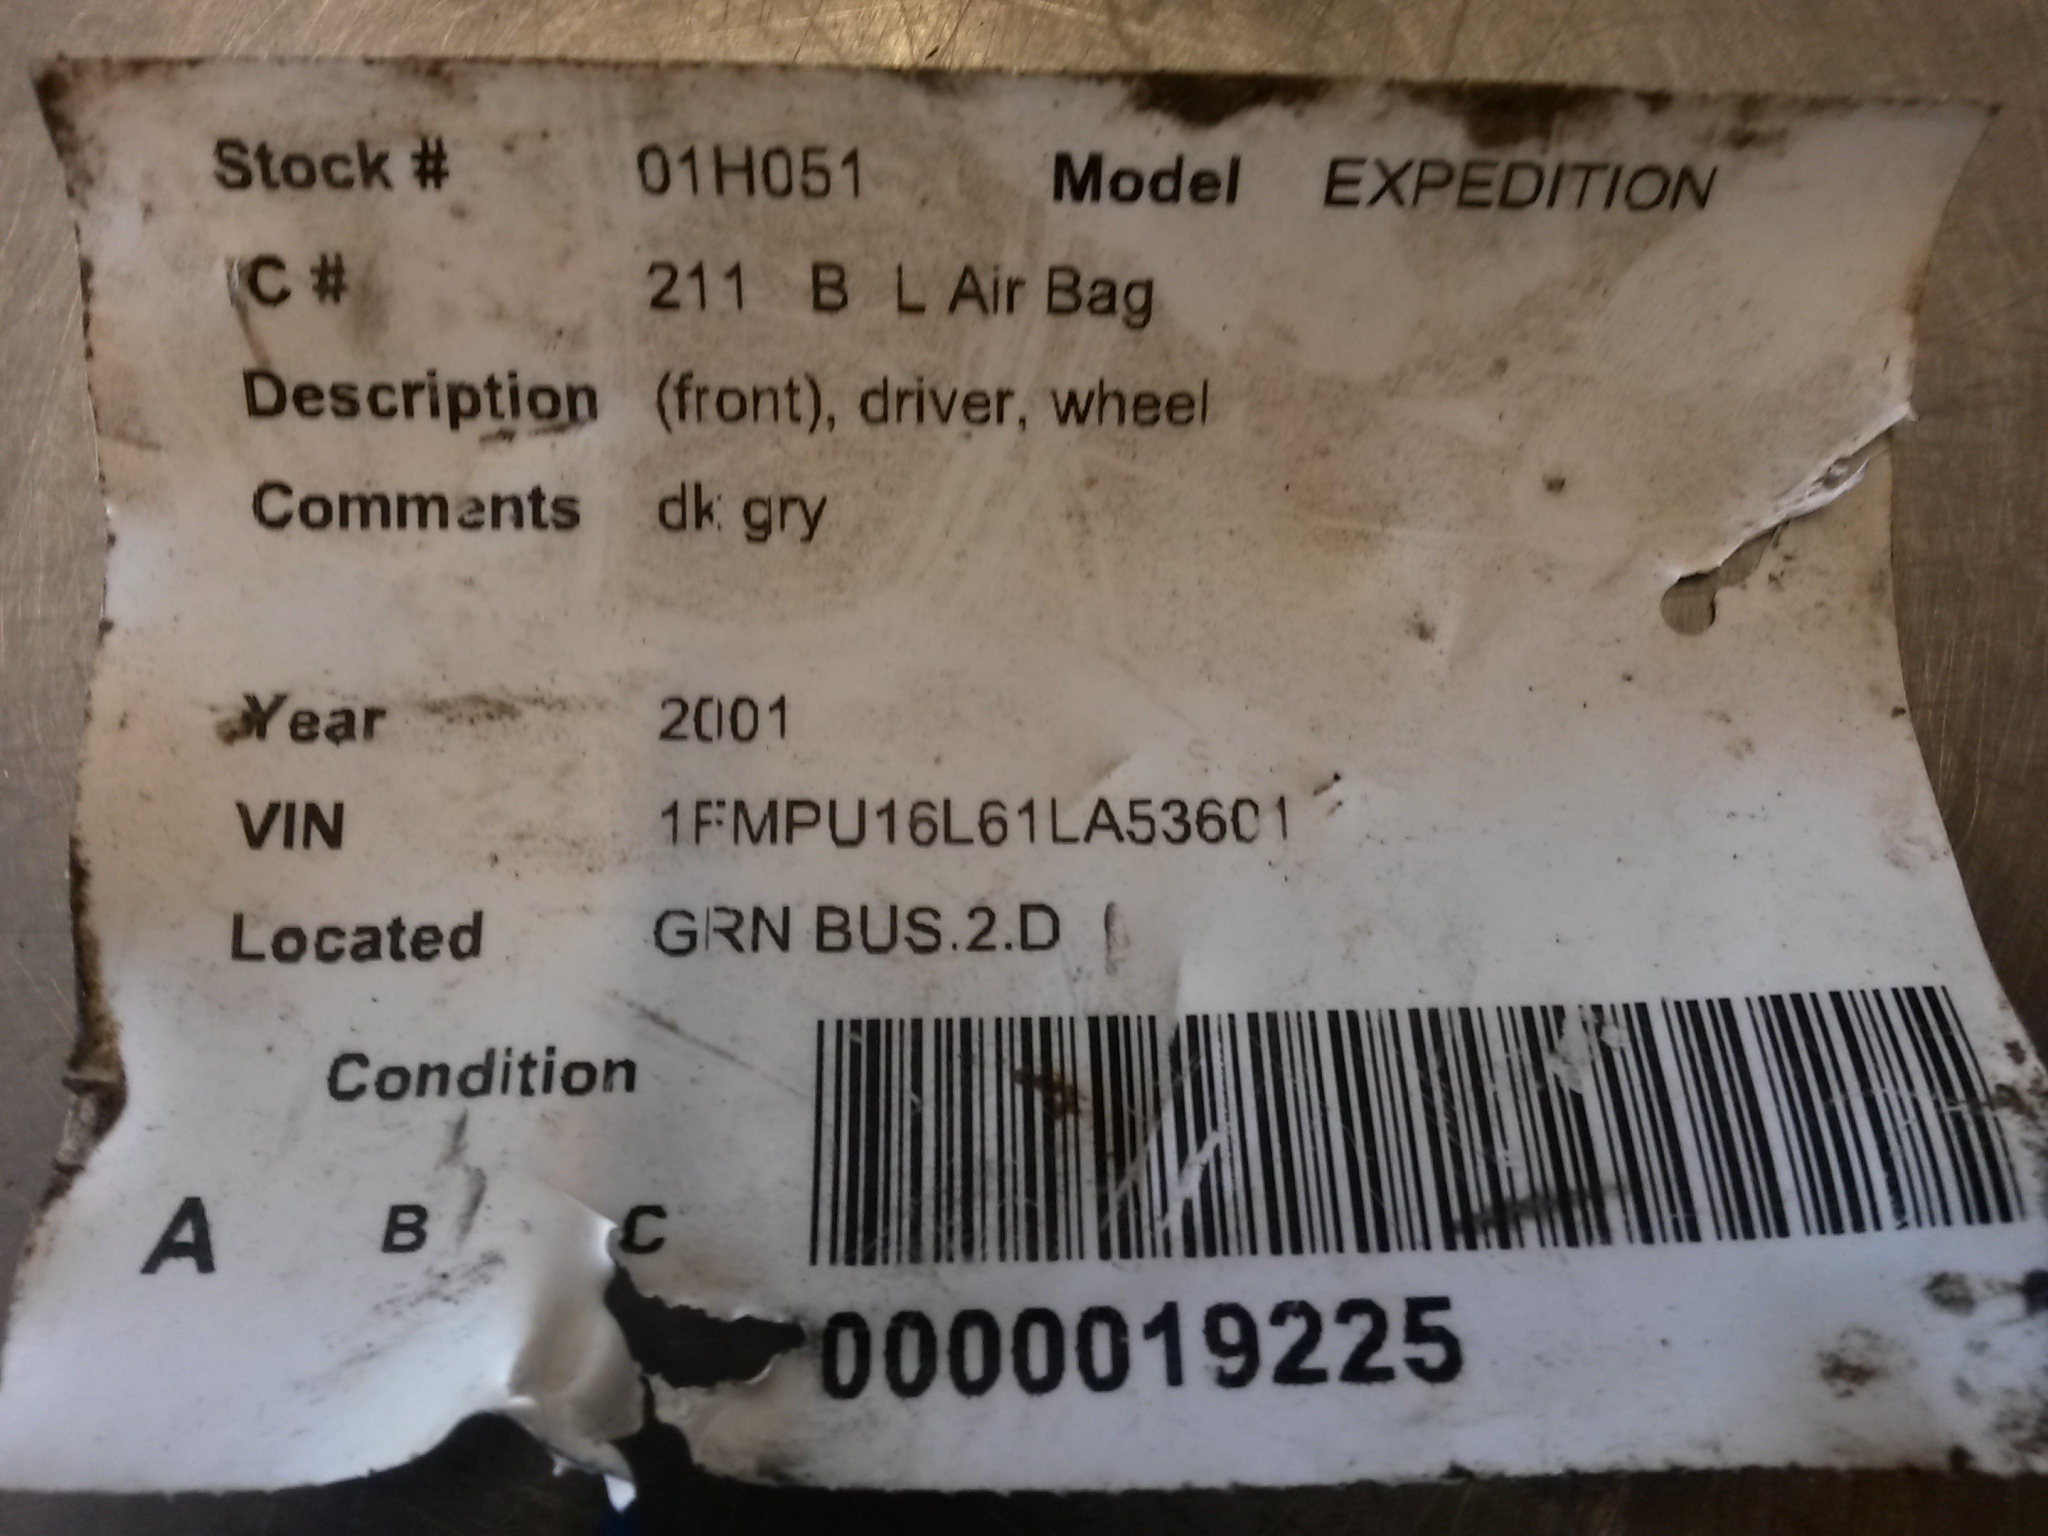 Stock # 01H051 Model EXPEDITION
C # 211 B L Air Bag
Description (front), driver, wheel
Comments dk gry
Year 2001
VIN 1FMPU16L61LA53601
Located GRN BUS.2.D
Condition
A B C
0000019225